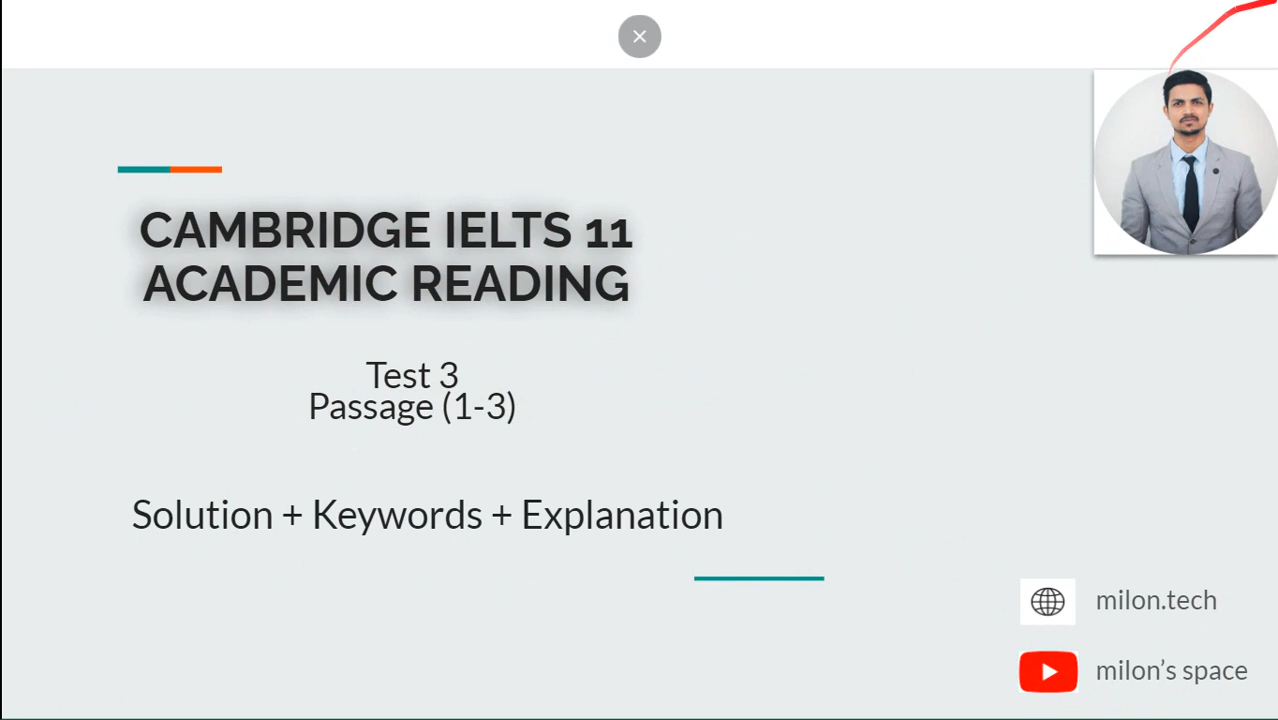 CAMBRIDGE IELTS 11
ACADEMIC READING
Test 3
Passage (1-3)
Solution + Keywords + Explanation
milon.tech
milon’s space